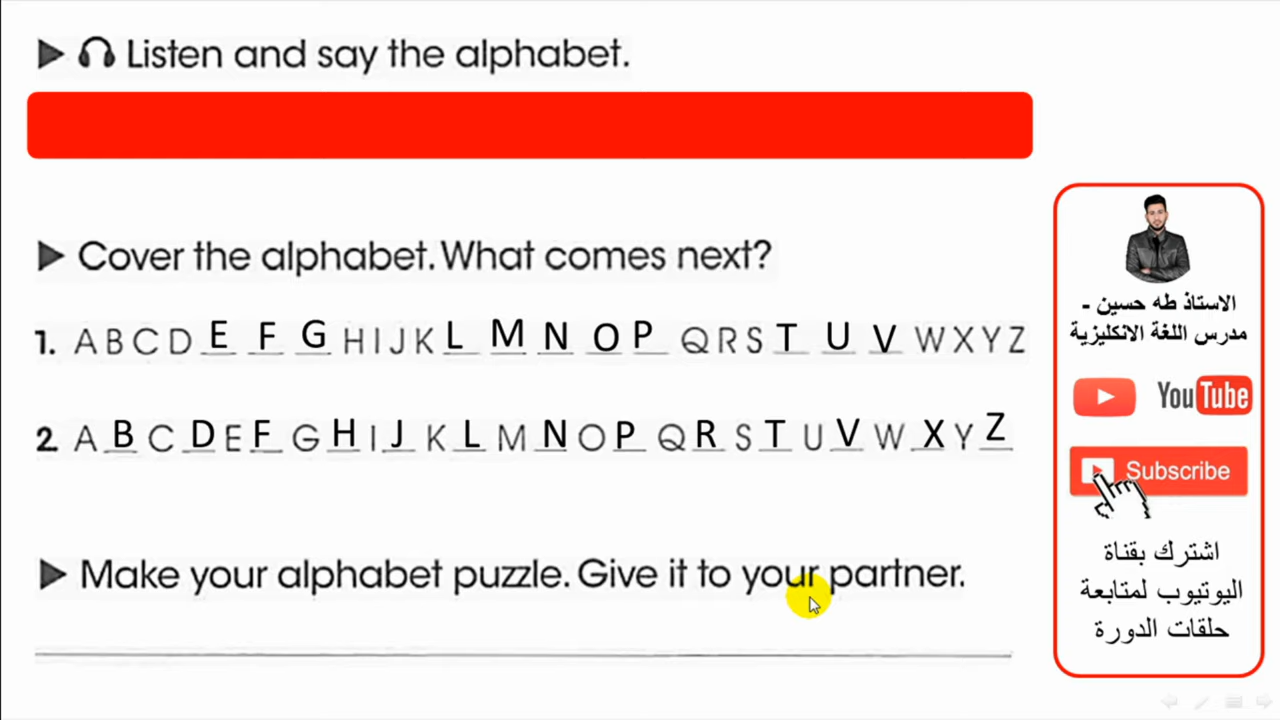 Listen and say the alphabet.
Cover the alphabet. What comes next?
1. A B C D E F G H I J K L M N O P Q R S T U V W X Y Z
2. A B C D E F G H I J K L M N O P Q R S T U V W X Y Z
Make your alphabet puzzle. Give it to your partner.
الاستاذ طه حسين -
مدرس اللغة الانكليزية
YouTube
Subscribe
اشترك بقناة
اليوتيوب لمتابعة
حلقات الدورة